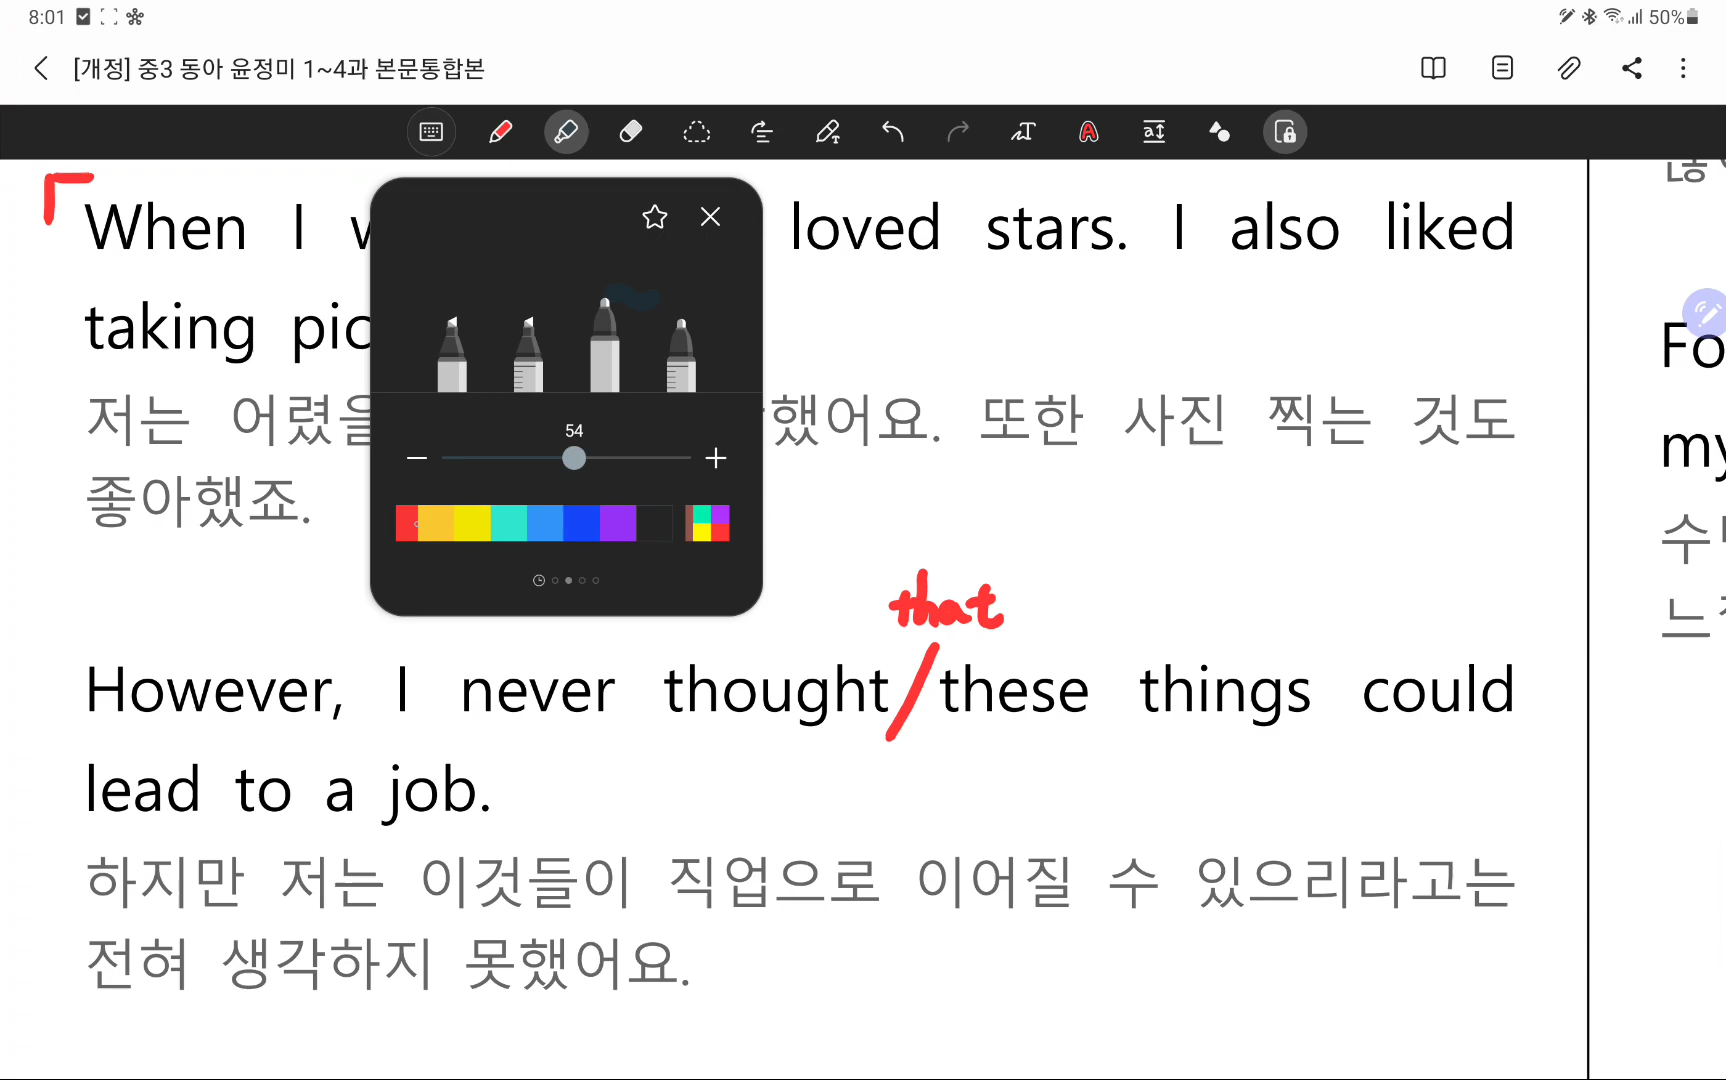 8:01
50%
[개정] 중3 동아 윤정미 1~4과 본문통합본
When I loved stars. I also liked
taking
저는 했어요. 또한 사진 찍는 것도
좋아했죠.
54
that
However, I never thought / these things could
lead to a job.
하지만 저는 이것들이 직업으로 이어질 수 있으리라고는
전혀 생각하지 못했어요.
Fo
my
수
느